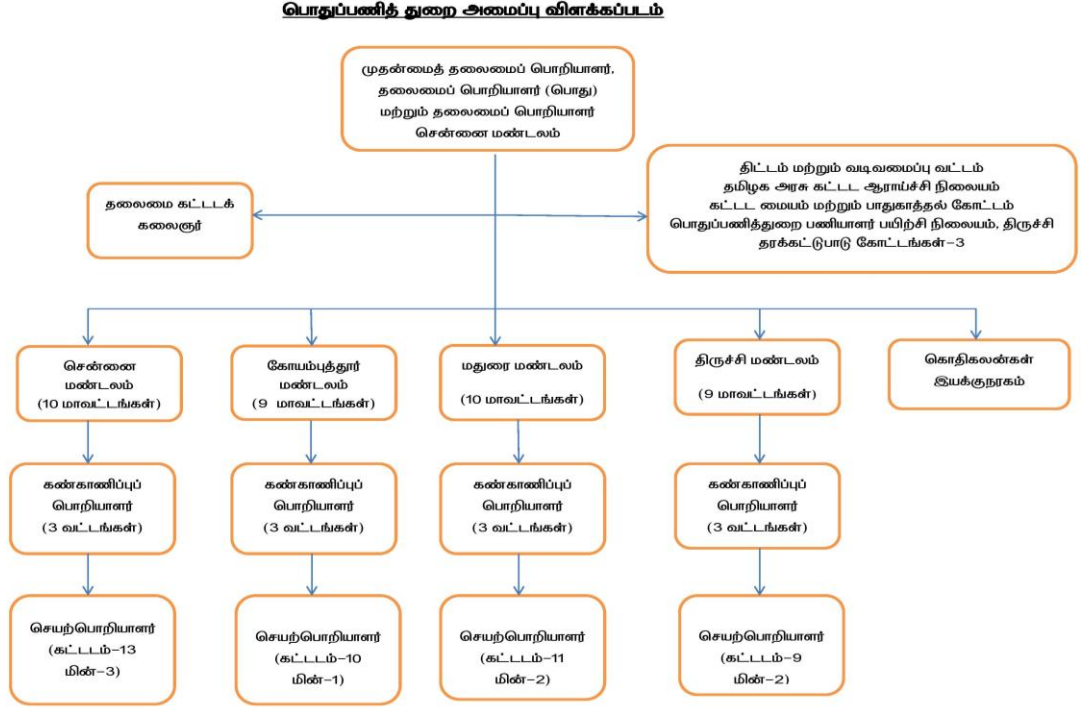 பொதுப்பணித் துறை அமைப்பு விளக்கப்படம்
முதன்மைத் தலைமைப் பொறியாளர்,
தலைமைப் பொறியாளர் (பொது)
மற்றும் தலைமைப் பொறியாளர்
சென்னை மண்டலம்
தலைமை கட்டடக்
கலைஞர்
திட்டம் மற்றும் வடிவமைப்பு வட்டம்
தமிழக அரசு கட்டட ஆராய்ச்சி நிலையம்
கட்டட மையம் மற்றும் பாதுகாத்தல் கோட்டம்
பொதுப்பணித்துறை பணியாளர் பயிற்சி நிலையம், திருச்சி
தரக்கட்டுபாடு கோட்டங்கள்-3
சென்னை
மண்டலம்
(10 மாவட்டங்கள்)
கோயம்புத்தூர்
மண்டலம்
(9 மாவட்டங்கள்)
மதுரை மண்டலம்
(10 மாவட்டங்கள்)
திருச்சி மண்டலம்
(9 மாவட்டங்கள்)
கொதிகலன்கள்
இயக்குநரகம்
கண்காணிப்புப்
பொறியாளர்
(3 வட்டங்கள்)
கண்காணிப்புப்
பொறியாளர்
(3 வட்டங்கள்)
கண்காணிப்புப்
பொறியாளர்
(3 வட்டங்கள்)
கண்காணிப்புப்
பொறியாளர்
(3 வட்டங்கள்)
செயற்பொறியாளர்
(கட்டடம்-13
மின்-3)
செயற்பொறியாளர்
(கட்டடம்-10
மின்-1)
செயற்பொறியாளர்
(கட்டடம்-11
மின்-2)
செயற்பொறியாளர்
(கட்டடம்-9
மின்-2)